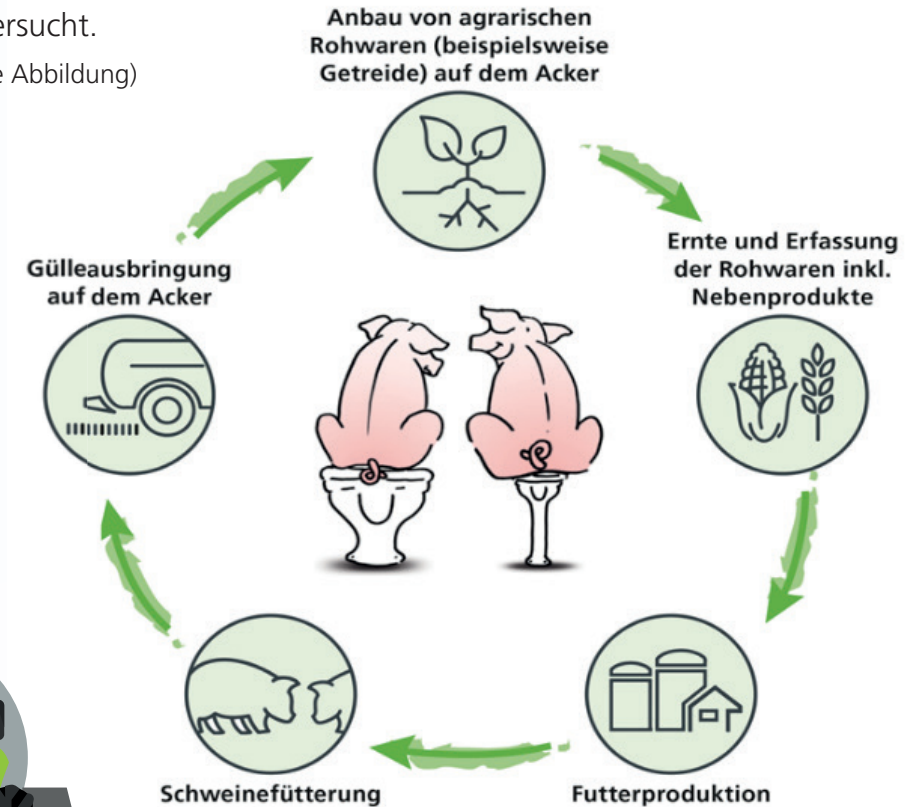 Anbau von agrarischen
Rohwaren (beispielsweise
Getreide) auf dem Acker
Abbildung)
Ernte und Erfassung
der Rohwaren inkl.
Nebenprodukte
Gülleausbringung
auf dem Acker
Schweinefütterung
Futterproduktion